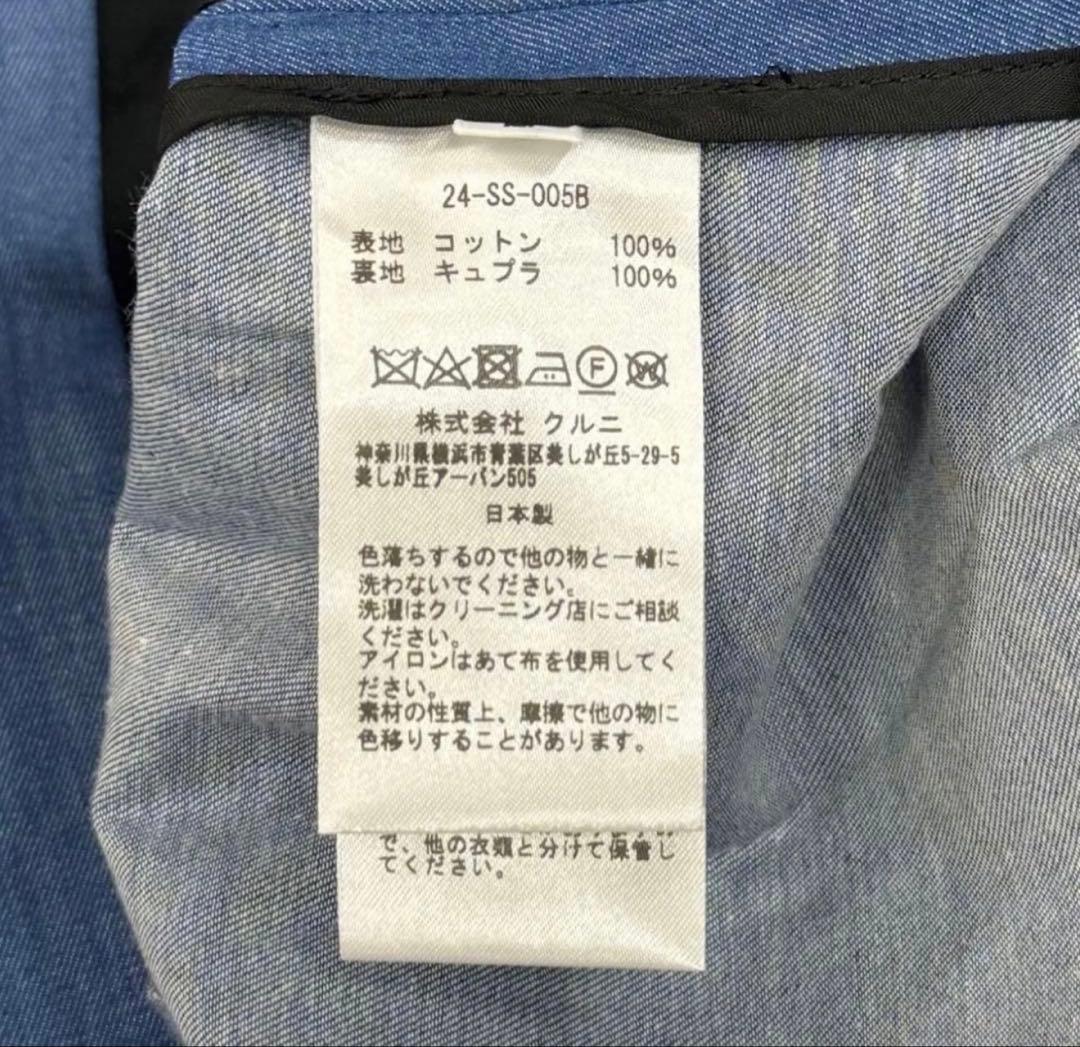 24-SS-005B
表地 コットン 100%
裏地 キュプラ 100%
F
W
株式会社 クルニ
神奈川県横浜市青葉区美しが丘5-29-5
美しが丘アーバン505
日本製
色落ちするので他の物と一緒に
洗わないでください。
洗濯はクリーニング店にご相談
ください。
アイロンはあて布を使用してく
ださい。
素材の性質上、摩擦で他の物に
色移りすることがあります。
で、他の衣類と分けて保管し
てください。